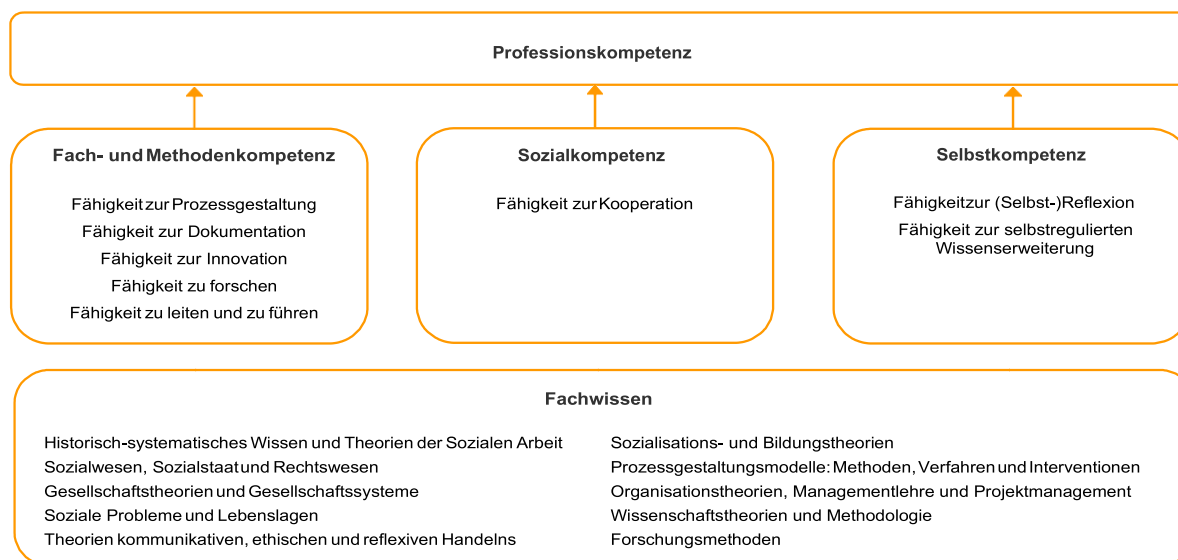 Professionskompetenz
Fach- und Methodenkompetenz
Fähigkeit zur Prozessgestaltung
Fähigkeit zur Dokumentation
Fähigkeit zur Innovation
Fähigkeit zu forschen
Fähigkeit zu leiten und zu führen
Sozialkompetenz
Fähigkeit zur Kooperation
Selbstkompetenz
Fähigkeit zur (Selbst-)Reflexion
Fähigkeit zur selbstregulierten
Wissenserweiterung
Fachwissen
Historisch-systematisches Wissen und Theorien der Sozialen Arbeit
Sozialwesen, Sozialstaat und Rechtswesen
Gesellschaftstheorien und Gesellschaftssysteme
Soziale Probleme und Lebenslagen
Theorien kommunikativen, ethischen und reflexiven Handelns
Sozialisations- und Bildungstheorien
Prozessgestaltungsmodelle: Methoden, Verfahren und Interventionen
Organisationstheorien, Managementlehre und Projektmanagement
Wissenschaftstheorien und Methodologie
Forschungsmethoden